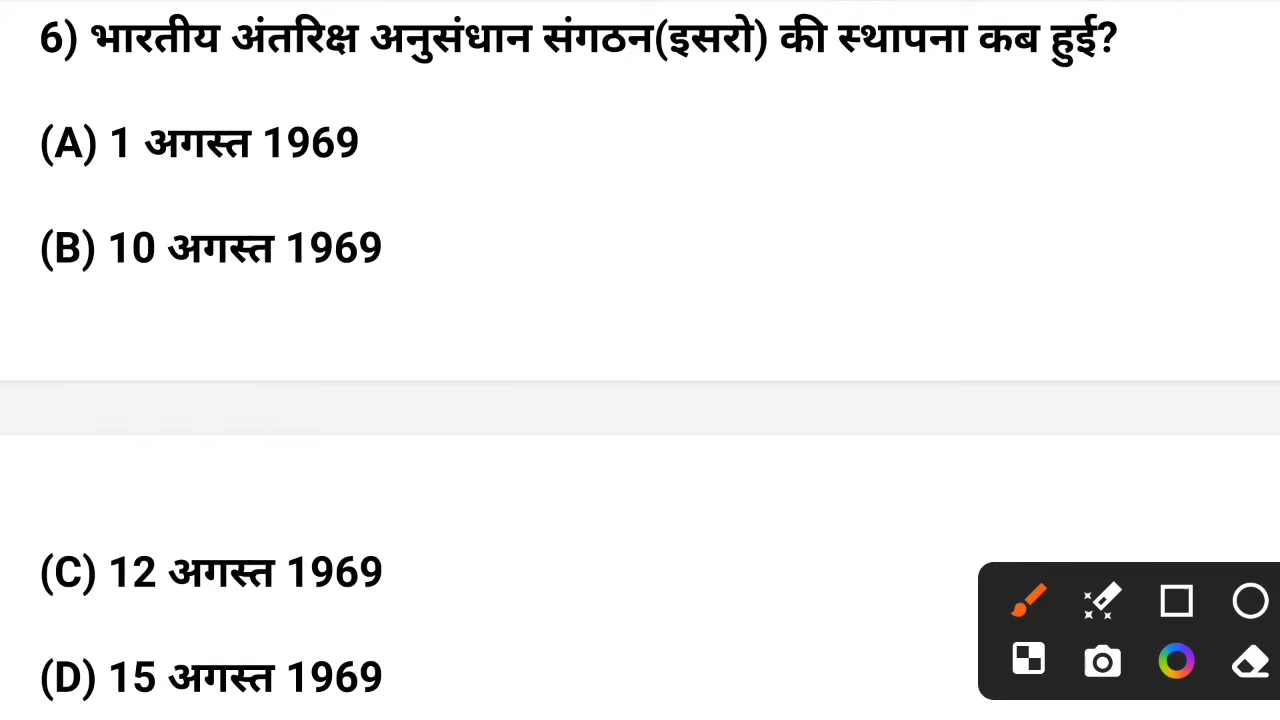 6) भारतीय अंतरिक्ष अनुसंधान संगठन(इसरो) की स्थापना कब हुई?
(A) 1 अगस्त 1969
(B) 10 अगस्त 1969
(C) 12 अगस्त 1969
(D) 15 अगस्त 1969